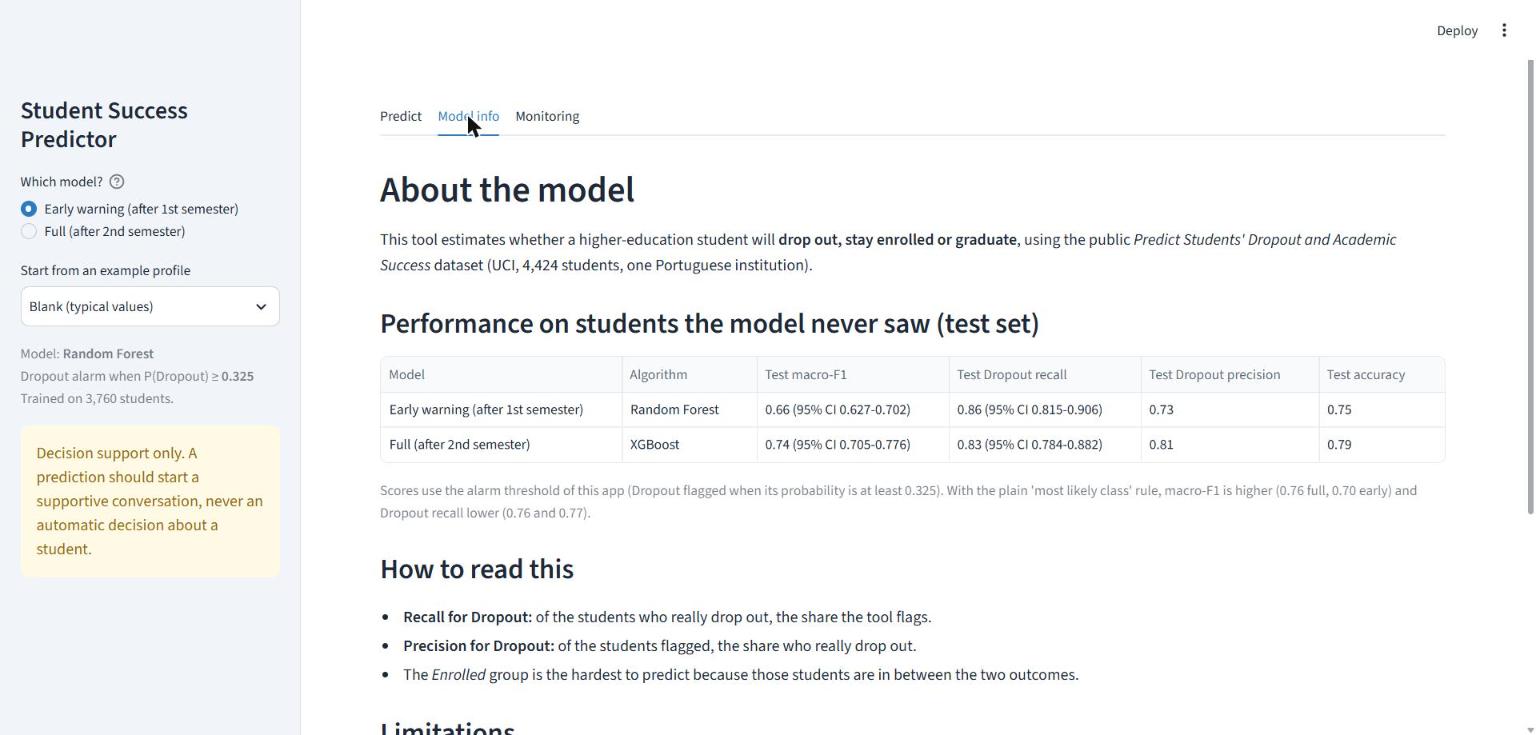 Deploy
Student Success
Predictor
Which model?
Early warning (after 1st semester)
Full (after 2nd semester)
Start from an example profile
Blank (typical values)
Model: Random Forest
Dropout alarm when P(Dropout) ≥ 0.325
Trained on 3,760 students.
Decision support only. A
prediction should start a
supportive conversation, never an
automatic decision about a
student.
Predict Model info Monitoring
About the model
This tool estimates whether a higher-education student will drop out, stay enrolled or graduate, using the public Predict Students' Dropout and Academic
Success dataset (UCI, 4,424 students, one Portuguese institution).
Performance on students the model never saw (test set)
Model Algorithm Test macro-F1 Test Dropout recall Test Dropout precision Test accuracy
Early warning (after 1st semester) Random Forest 0.66 (95% CI 0.627-0.702) 0.86 (95% CI 0.815-0.906) 0.73 0.75
Full (after 2nd semester) XGBoost 0.74 (95% CI 0.705-0.776) 0.83 (95% CI 0.784-0.882) 0.81 0.79
Scores use the alarm threshold of this app (Dropout flagged when its probability is at least 0.325). With the plain 'most likely class' rule, macro-F1 is higher (0.76 full, 0.70 early) and
Dropout recall lower (0.76 and 0.77).
How to read this
• Recall for Dropout: of the students who really drop out, the share the tool flags.
• Precision for Dropout: of the students flagged, the share who really drop out.
• The Enrolled group is the hardest to predict because those students are in between the two outcomes.
Limitations